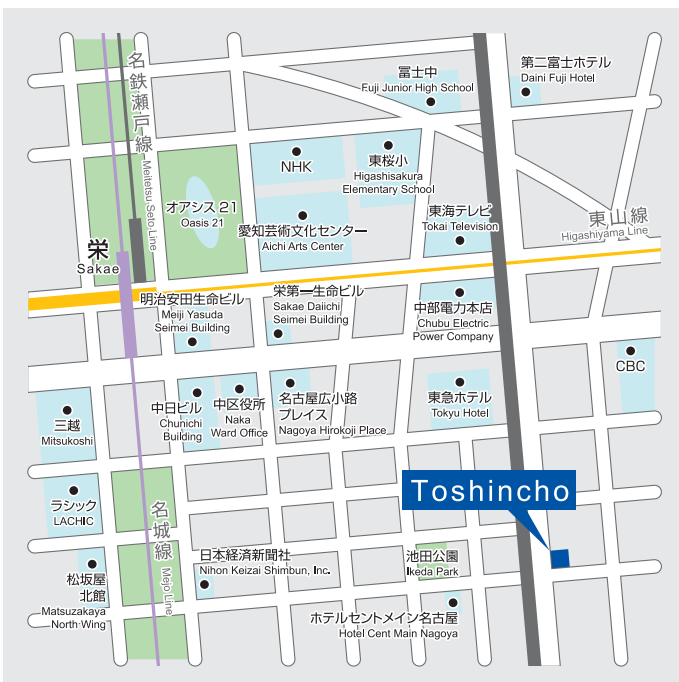 名鉄瀬戸線
Meitetsu Seto Line
冨士中
Fuji Junior High School
第二富士ホテル
Daini Fuji Hotel
NHK
東桜小
Higashisakura
Elementary School
オアシス 21
Oasis 21
愛知芸術文化センター
Aichi Arts Center
東海テレビ
Tokai Television
東山線
Higashiyama Line
栄
Sakae
明治安田生命ビル
Meiji Yasuda
Seimei Building
栄第一生命ビル
Sakae Daiichi
Seimei Building
中部電力本店
Chubu Electric
Power Company
CBC
三越
Mitsukoshi
中日ビル
Chunichi
Building
中区役所
Naka
Ward Office
名古屋広小路
プレイス
Nagoya Hirokoji Place
東急ホテル
Tokyu Hotel
Toshincho
ラシック
LACHIC
名城線
Mejo Line
松坂屋
北館
Matsuzakaya
North Wing
日本経済新聞社
Nihon Keizai Shimbun, Inc.
池田公園
Ikeda Park
ホテルセントメイン名古屋
Hotel Cent Main Nagoya